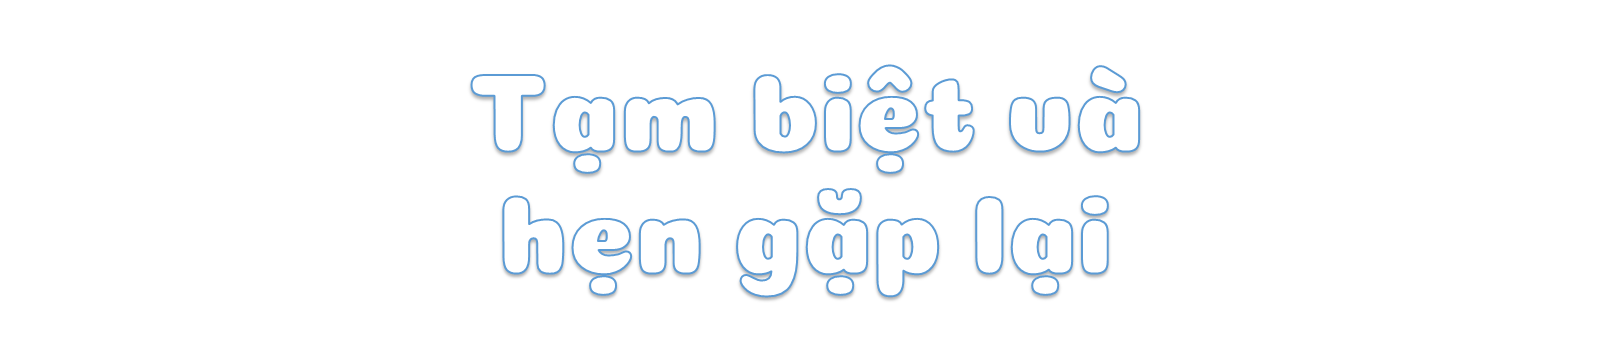 Tạm biệt và
hẹn gặp lại